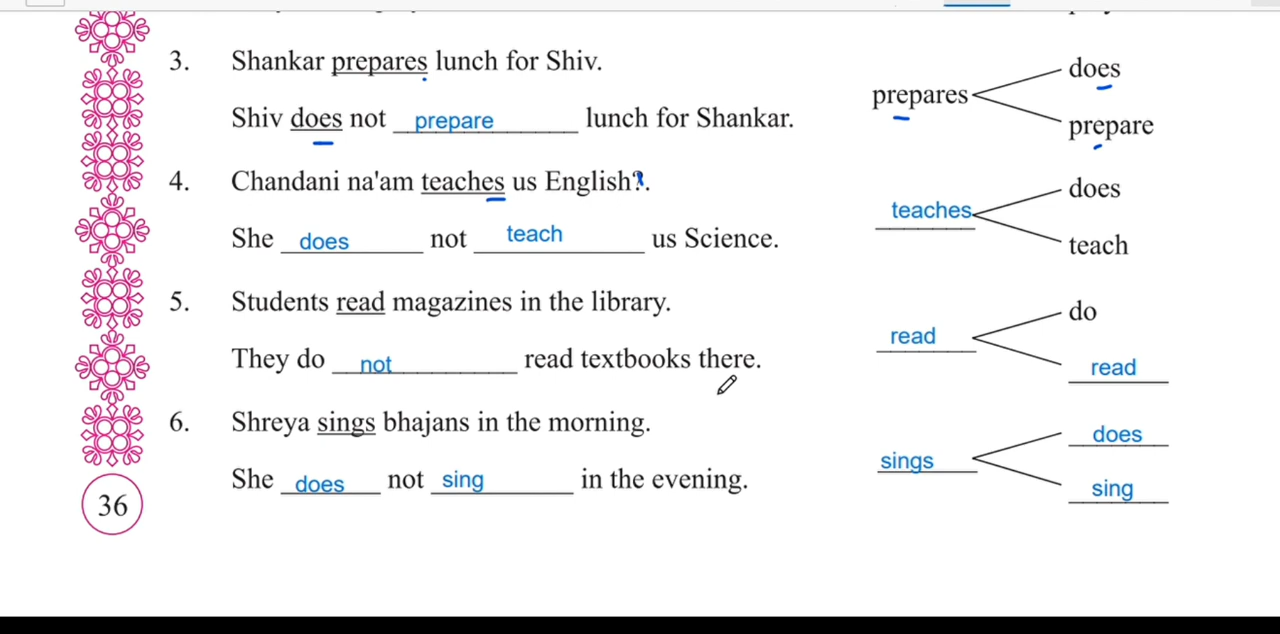 3. Shankar prepares lunch for Shiv.
does
prepares
Shiv does not prepare lunch for Shankar.
prepare
4. Chandani na'am teaches us English?.
does
teaches
She does not teach us Science.
teach
5. Students read magazines in the library.
do
read
They do not read textbooks there.
read
6. Shreya sings bhajans in the morning.
does
sings
She does not sing in the evening.
sing
36